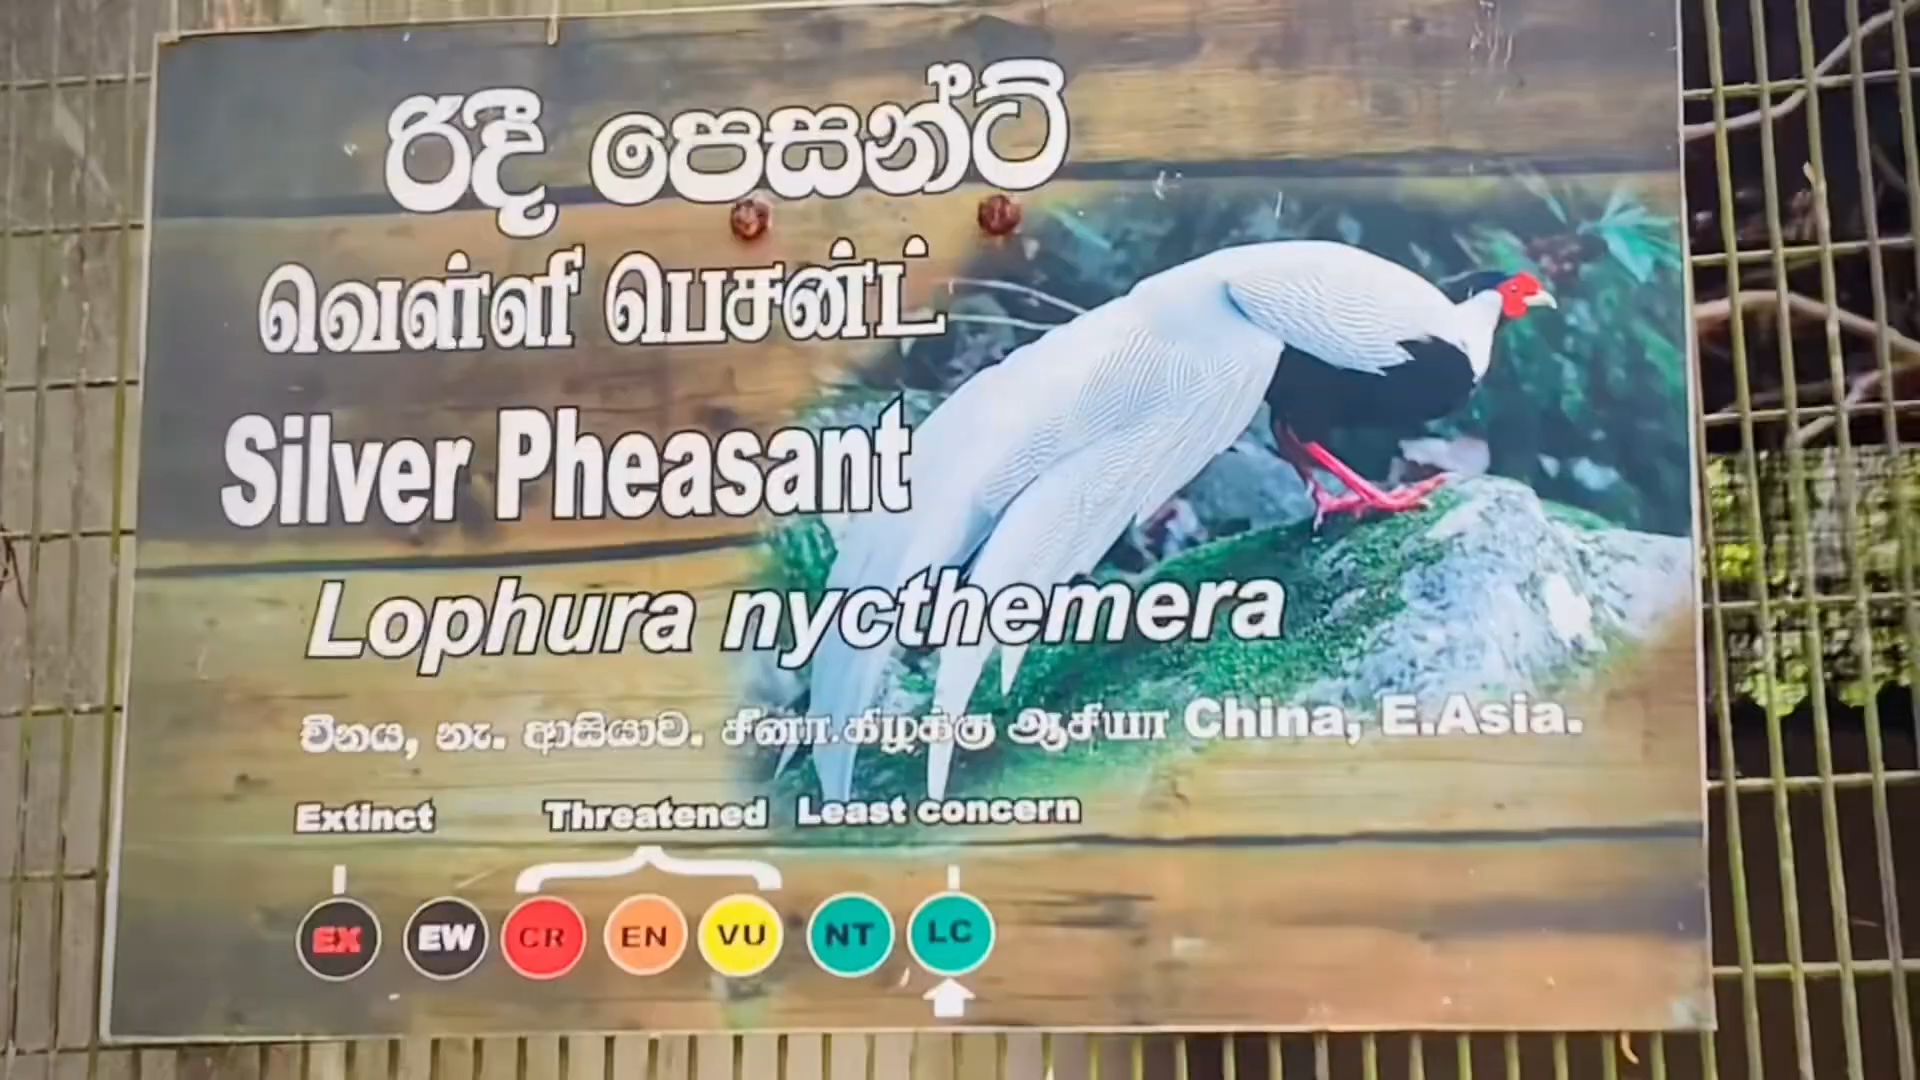 රිදී පෙසන්ට්
வெள்ளி பெசன்ட்
Silver Pheasant
Lophura nycthemera
චීනය, නැ. ආසියාව. சீனா.கிழக்கு ஆசியா China, E.Asia.
Extinct Threatened Least concern
EX EW CR EN VU NT LC